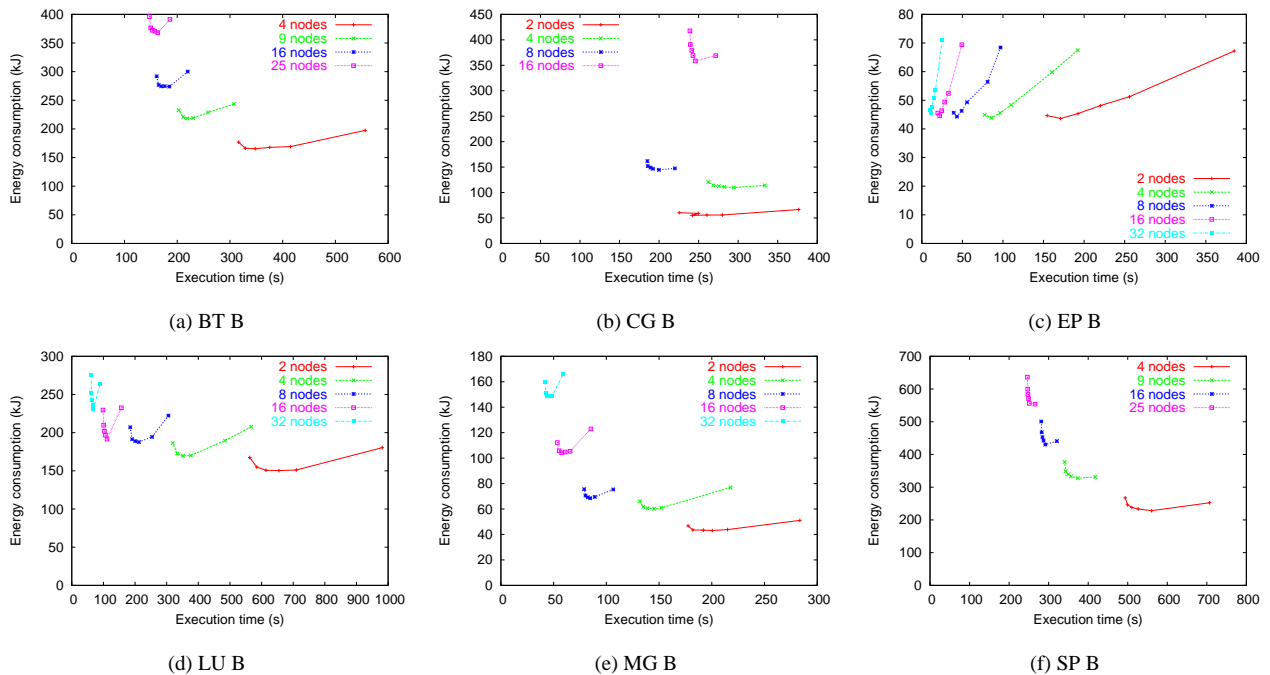 400
350
300
250
200
150
100
50
0
Energy consumption (kJ)
4 nodes
9 nodes
16 nodes
25 nodes
0 100 200 300 400 500 600
Execution time (s)
(a) BT B
450
400
350
300
250
200
150
100
50
0
Energy consumption (kJ)
2 nodes
4 nodes
8 nodes
16 nodes
0 50 100 150 200 250 300 350 400
Execution time (s)
(b) CG B
80
70
60
50
40
30
20
10
0
Energy consumption (kJ)
2 nodes
4 nodes
8 nodes
16 nodes
32 nodes
0 50 100 150 200 250 300 350 400
Execution time (s)
(c) EP B
300
250
200
150
100
50
0
Energy consumption (kJ)
2 nodes
4 nodes
8 nodes
16 nodes
32 nodes
0 100 200 300 400 500 600 700 800 900 1000
Execution time (s)
(d) LU B
180
160
140
120
100
80
60
40
20
0
Energy consumption (kJ)
2 nodes
4 nodes
8 nodes
16 nodes
32 nodes
0 50 100 150 200 250 300
Execution time (s)
(e) MG B
700
600
500
400
300
200
100
0
Energy consumption (kJ)
4 nodes
9 nodes
16 nodes
25 nodes
0 100 200 300 400 500 600 700 800
Execution time (s)
(f) SP B